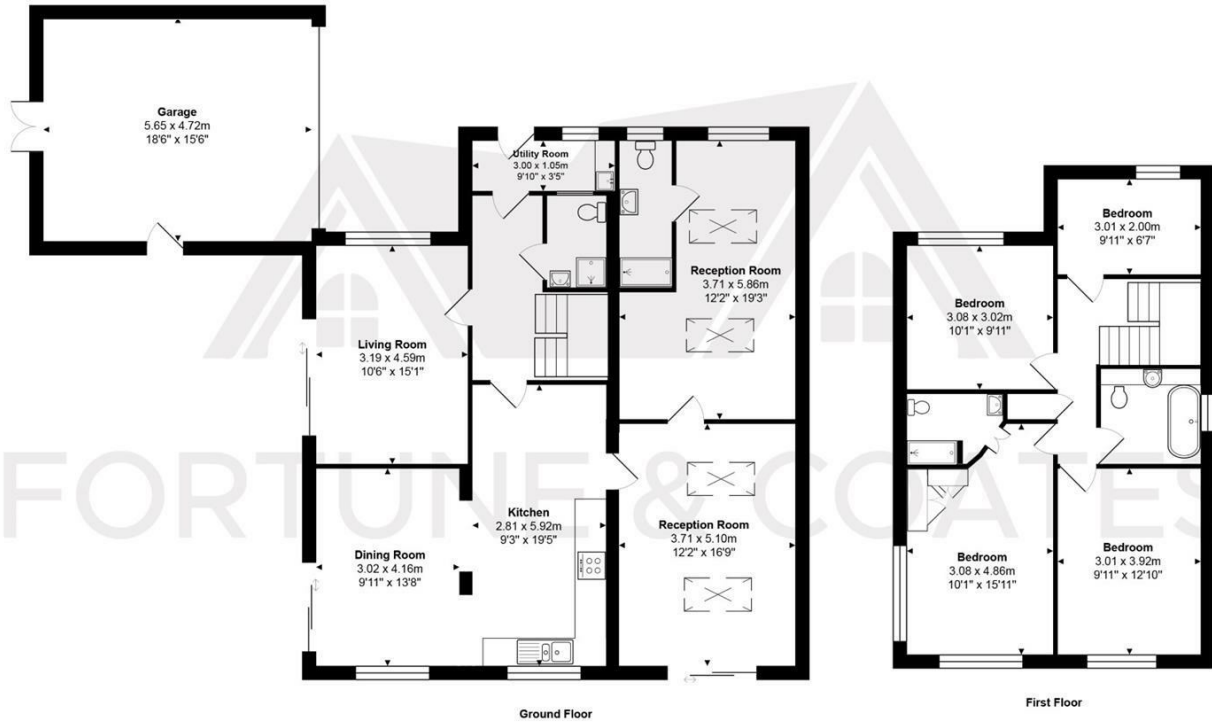 Garage
5.65 x 4.72m
18'6" x 15'6"
Utility Room
3.00 x 1.05m
9'10" x 3'5"
Reception Room
3.71 x 5.86m
12'2" x 19'3"
Living Room
3.19 x 4.59m
10'6" x 15'1"
Kitchen
2.81 x 5.92m
9'3" x 19'5"
Dining Room
3.02 x 4.16m
9'11" x 13'8"
Reception Room
3.71 x 5.10m
12'2" x 16'9"
Ground Floor
Bedroom
3.01 x 2.00m
9'11" x 6'7"
Bedroom
3.08 x 3.02m
10'1" x 9'11"
Bedroom
3.08 x 4.86m
10'1" x 15'11"
Bedroom
3.01 x 3.92m
9'11" x 12'10"
First Floor
FORTUNE & COATES